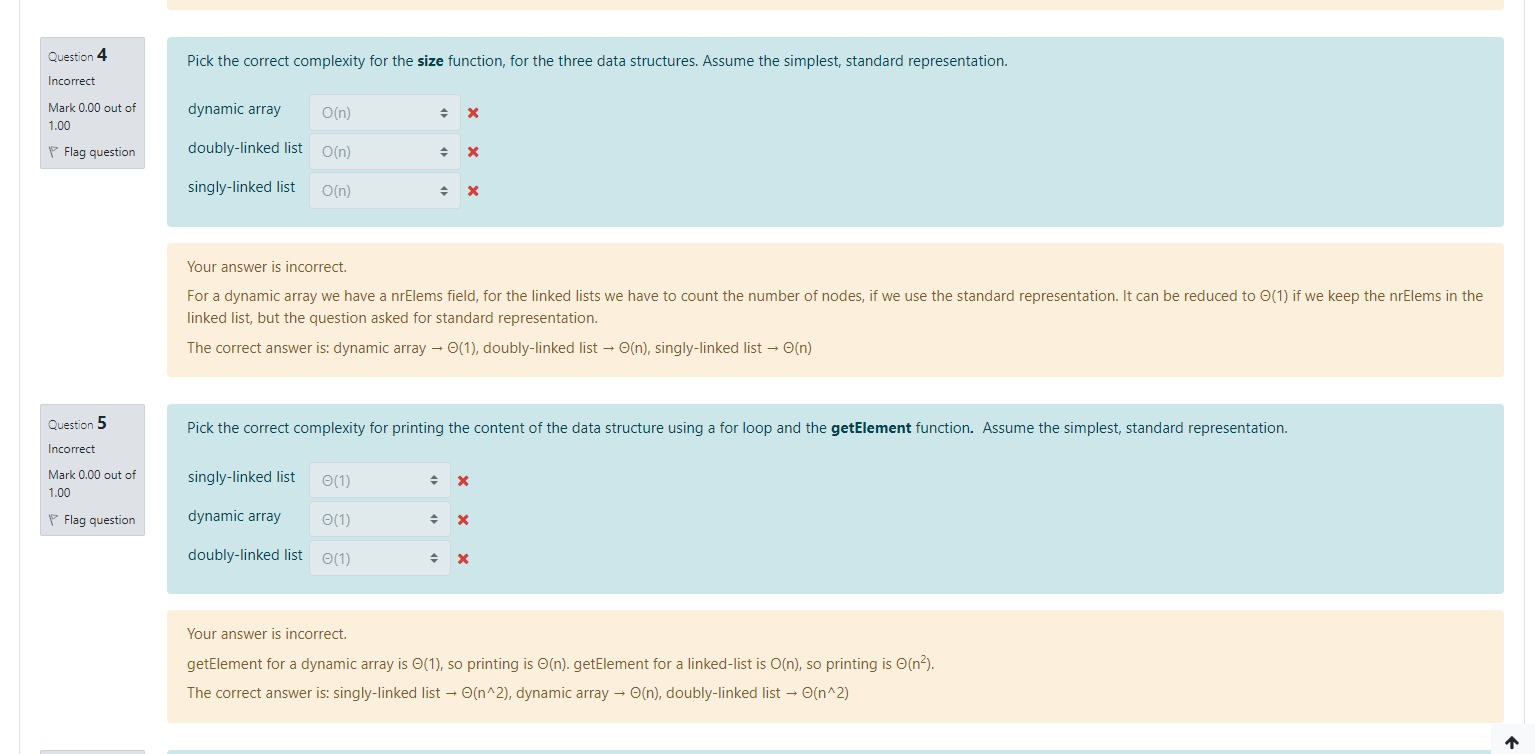 Question 4
Incorrect
Mark 0.00 out of
1.00
Flag question
Pick the correct complexity for the size function, for the three data structures. Assume the simplest, standard representation.
dynamic array O(n)
doubly-linked list O(n)
singly-linked list O(n)
Your answer is incorrect.
For a dynamic array we have a nrElems field, for the linked lists we have to count the number of nodes, if we use the standard representation. It can be reduced to Θ(1) if we keep the nrElems in the
linked list, but the question asked for standard representation.
The correct answer is: dynamic array → Θ(1), doubly-linked list → Θ(n), singly-linked list → Θ(n)
Question 5
Incorrect
Mark 0.00 out of
1.00
Flag question
Pick the correct complexity for printing the content of the data structure using a for loop and the getElement function. Assume the simplest, standard representation.
singly-linked list Θ(1)
dynamic array Θ(1)
doubly-linked list Θ(1)
Your answer is incorrect.
getElement for a dynamic array is Θ(1), so printing is Θ(n). getElement for a linked-list is O(n), so printing is Θ(n²).
The correct answer is: singly-linked list → Θ(n^2), dynamic array → Θ(n), doubly-linked list → Θ(n^2)